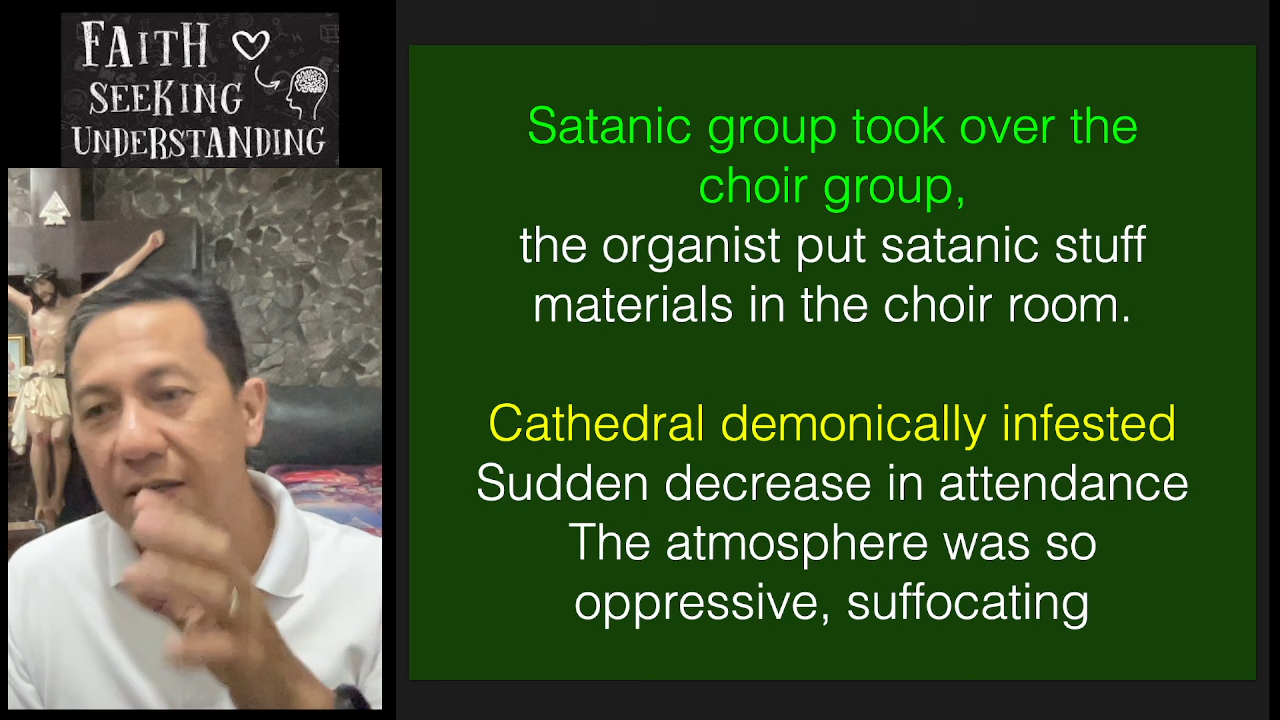 FAITH
SEEKING
UNDERSTANDING
Satanic group took over the
choir group,
the organist put satanic stuff
materials in the choir room.
Cathedral demonically infested
Sudden decrease in attendance
The atmosphere was so
oppressive, suffocating